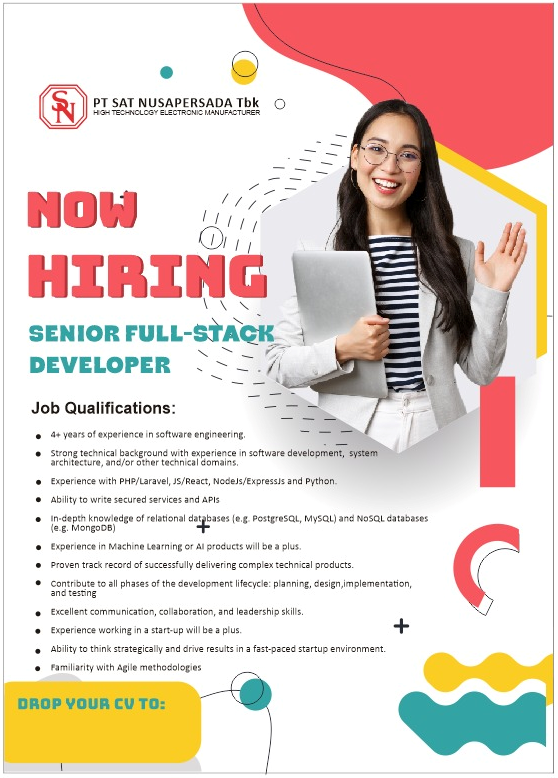 SN
PT SAT NUSAPERSADA Tbk
HIGH TECHNOLOGY ELECTRONIC MANUFACTURER
NOW
HIRING
SENIOR FULL-STACK
DEVELOPER
Job Qualifications:
4+ years of experience in software engineering.
Strong technical background with experience in software development, system
architecture, and/or other technical domains.
Experience with PHP/Laravel, JS/React, NodeJs/ExpressJs and Python.
Ability to write secured services and APIs
In-depth knowledge of relational databases (e.g. PostgreSQL, MySQL) and NoSQL databases
(e.g. MongoDB)
Experience in Machine Learning or AI products will be a plus.
Proven track record of successfully delivering complex technical products.
Contribute to all phases of the development lifecycle: planning, design,implementation,
and testing
Excellent communication, collaboration, and leadership skills.
Experience working in a start-up will be a plus.
Ability to think strategically and drive results in a fast-paced startup environment.
Familiarity with Agile methodologies
DROP YOUR CV TO: